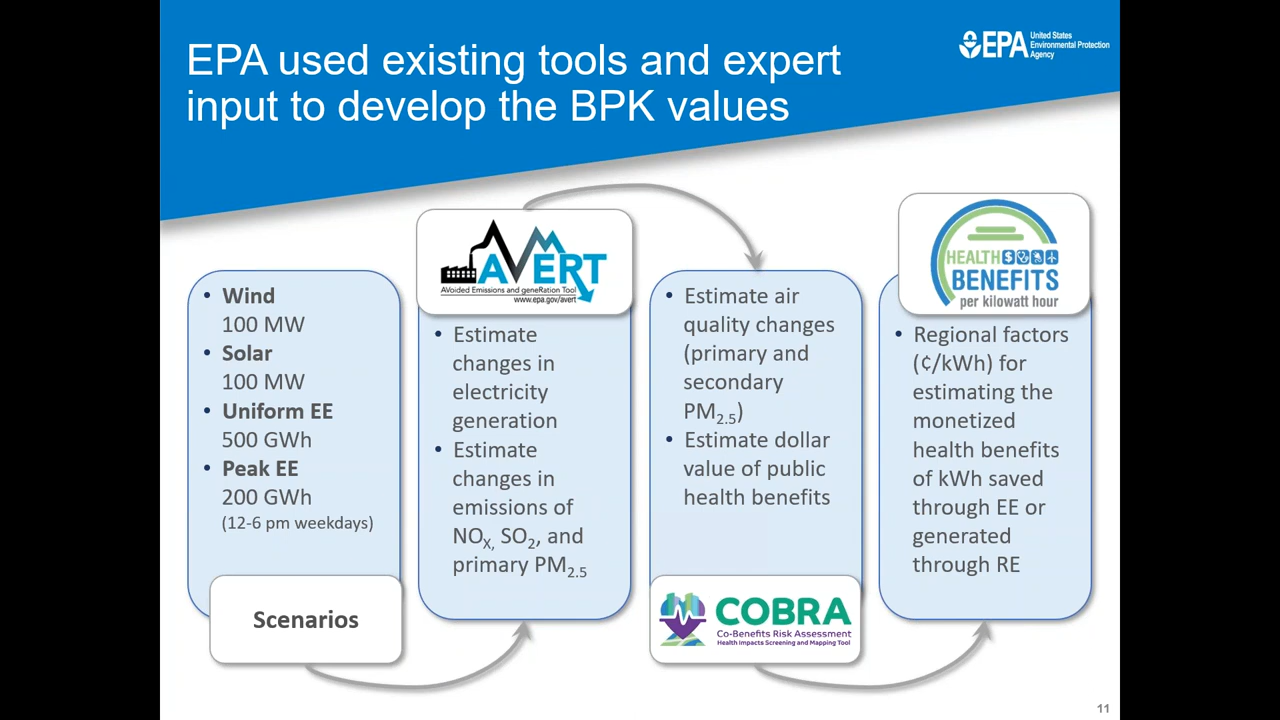 EPA used existing tools and expert
input to develop the BPK values
EPA
United States
Environmental Protection
Agency
• Wind
100 MW
• Solar
100 MW
• Uniform EE
500 GWh
• Peak EE
200 GWh
(12-6 pm weekdays)
Scenarios
AVERT
AVoided Emissions and geneRation Tool
www.epa.gov/avert
• Estimate
changes in
electricity
generation
• Estimate
changes in
emissions of
NOX, SO2, and
primary PM2.5
• Estimate air
quality changes
(primary and
secondary
PM2.5)
• Estimate dollar
value of public
health benefits
COBRA
Co-Benefits Risk Assessment
Health Impacts Screening and Mapping Tool
HEALTH
BENEFITS
per kilowatt hour
• Regional factors
(¢/kWh) for
estimating the
monetized
health benefits
of kWh saved
through EE or
generated
through RE
11